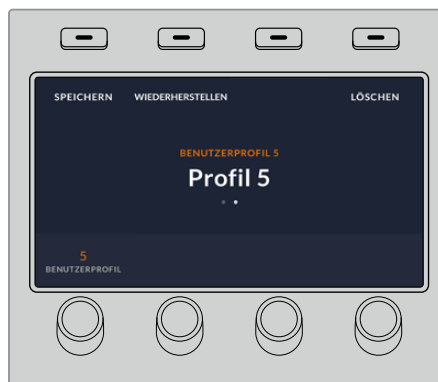 SPEICHERN WIEDERHERSTELLEN LÖSCHEN
BENUTZERPROFIL 5
Profil 5
5
BENUTZERPROFIL